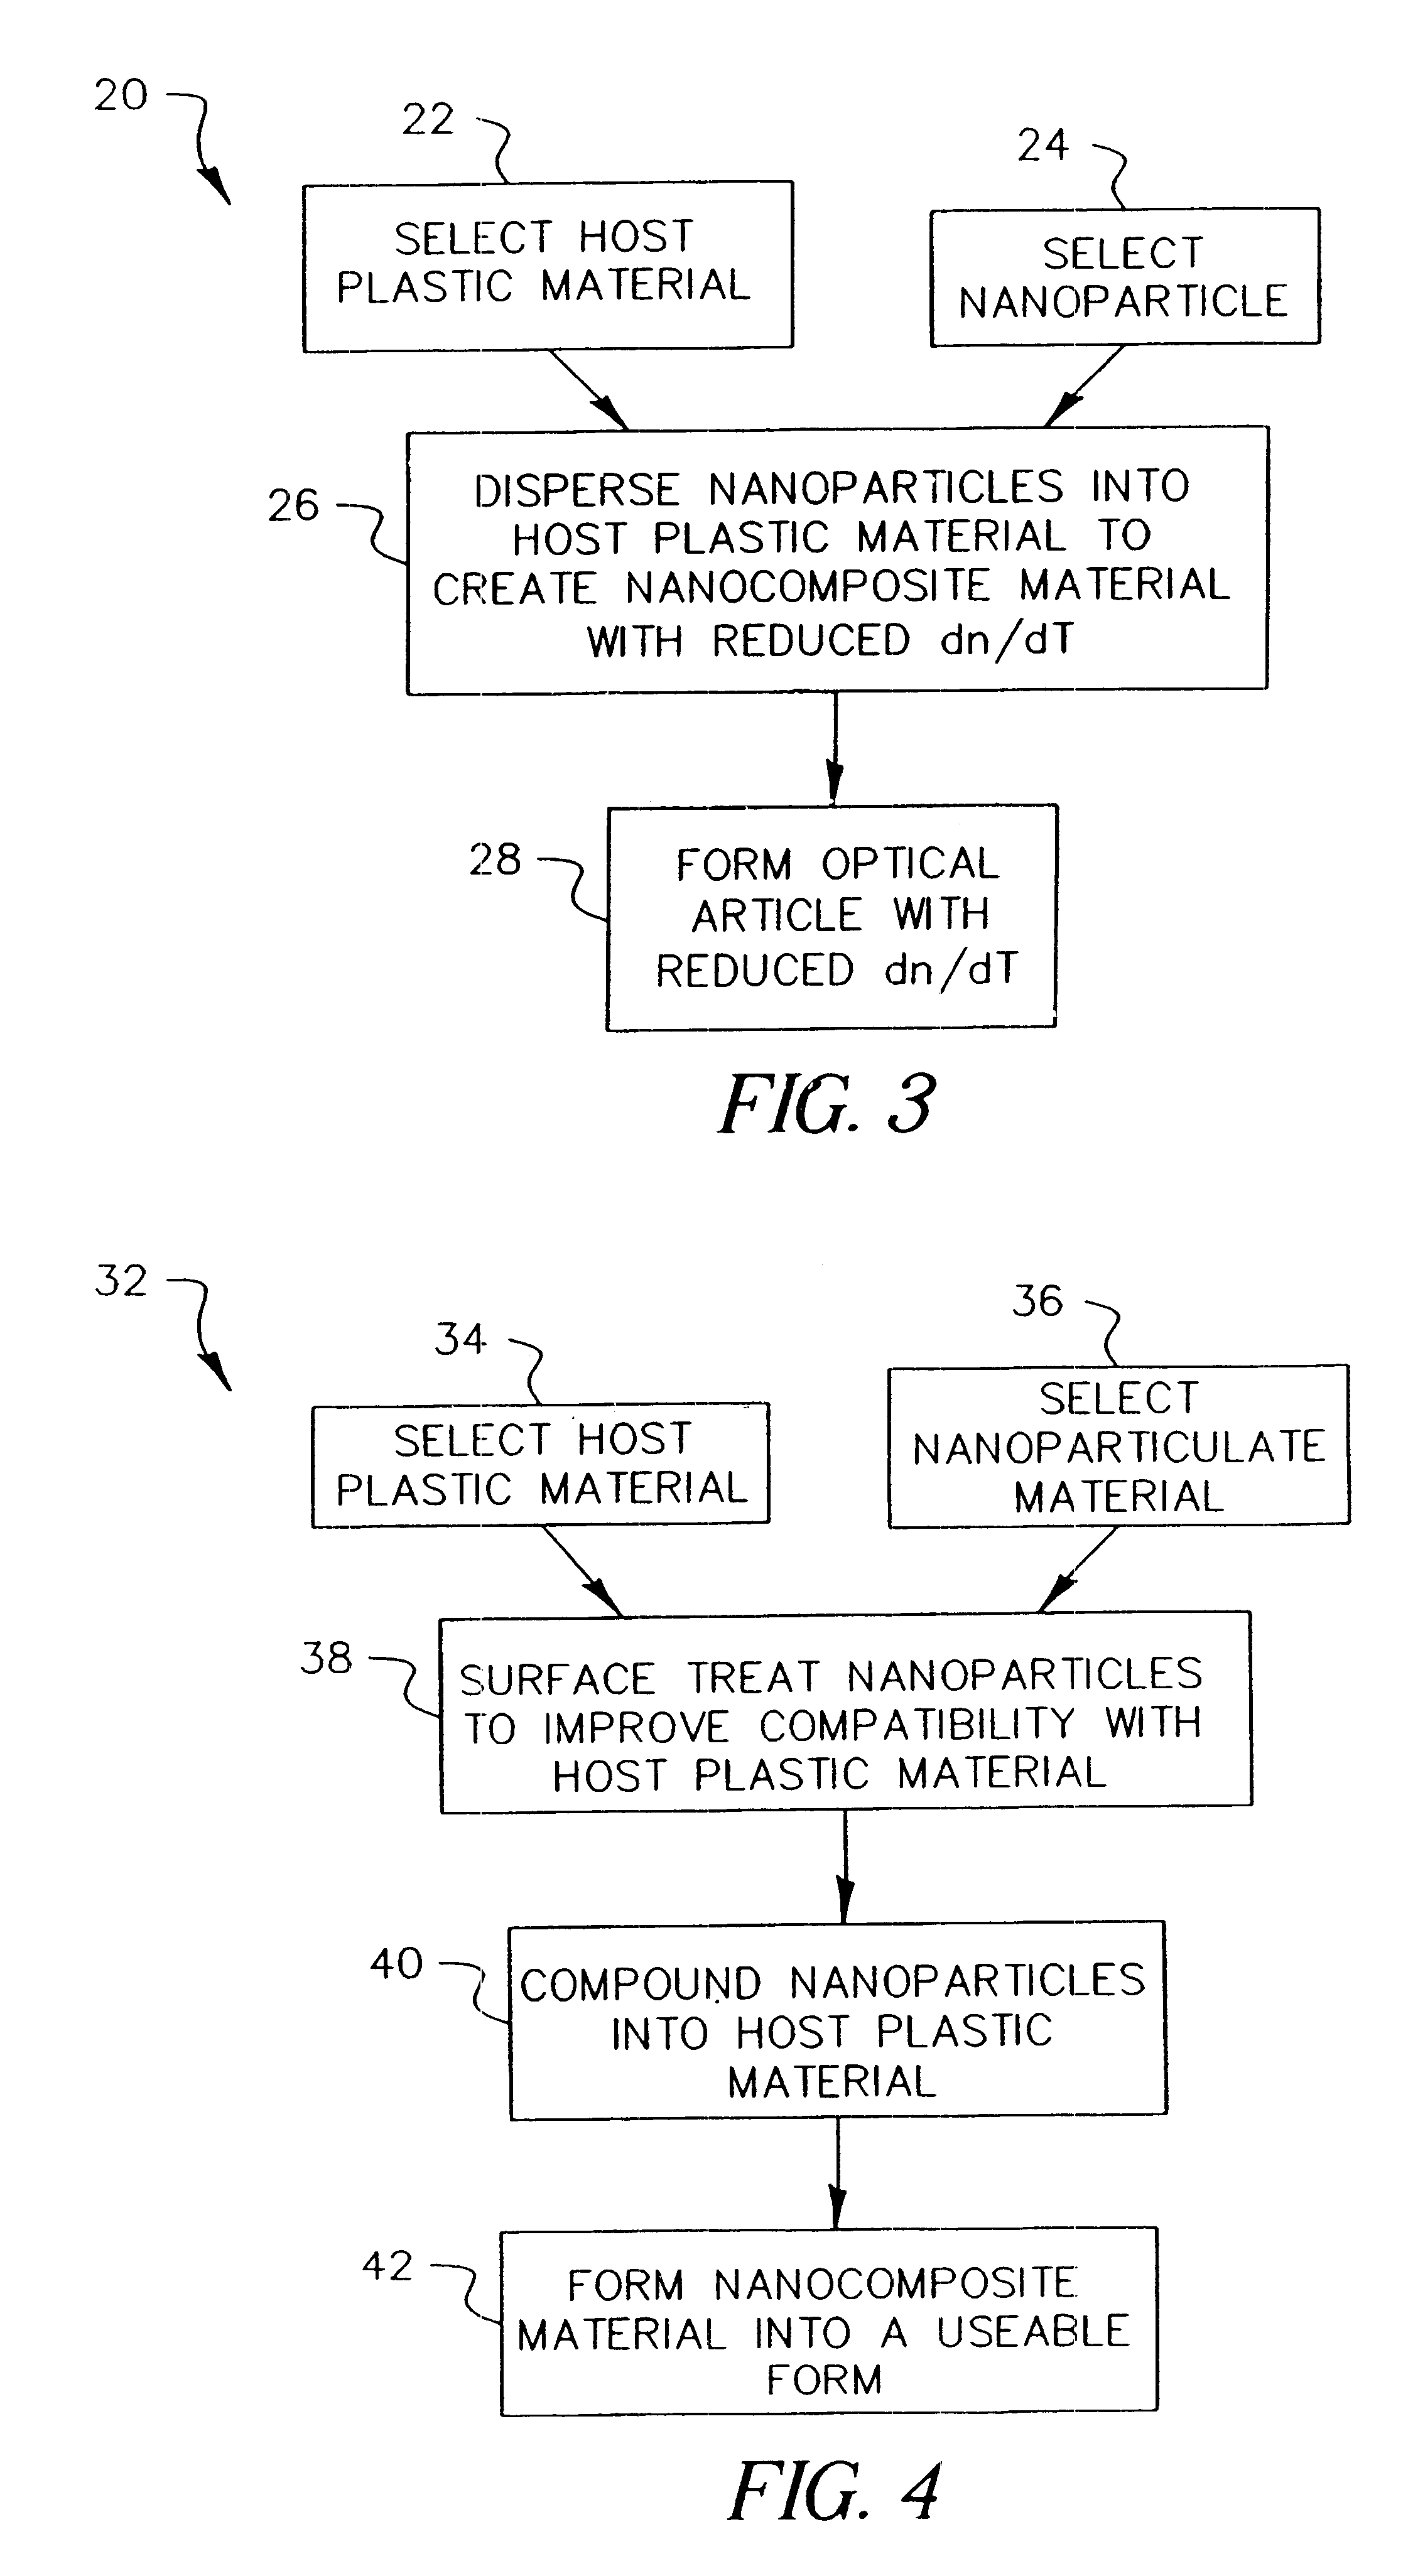 20
22
24
SELECT HOST
PLASTIC MATERIAL
SELECT
NANOPARTICLE
26
DISPERSE NANOPARTICLES INTO
HOST PLASTIC MATERIAL TO
CREATE NANOCOMPOSITE MATERIAL
WITH REDUCED dn/dT
28
FORM OPTICAL
ARTICLE WITH
REDUCED dn/dT
FIG. 3
32
34
36
SELECT HOST
PLASTIC MATERIAL
SELECT
NANOPARTICULATE
MATERIAL
38
SURFACE TREAT NANOPARTICLES
TO IMPROVE COMPATIBILITY WITH
HOST PLASTIC MATERIAL
40
COMPOUND NANOPARTICLES
INTO HOST PLASTIC
MATERIAL
42
FORM NANOCOMPOSITE
MATERIAL INTO A USEABLE
FORM
FIG. 4